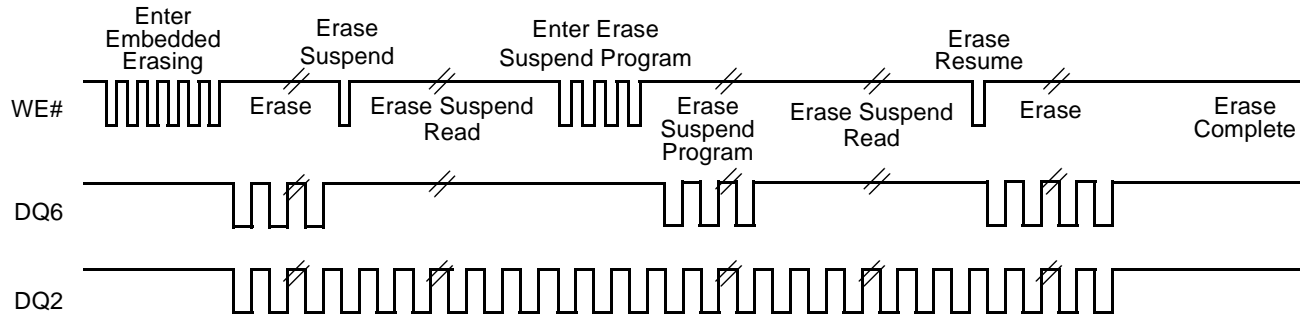 Enter
Embedded
Erasing
Erase
Suspend
Enter Erase
Suspend Program
Erase
Resume
WE#
Erase
Erase Suspend
Read
Erase
Suspend
Program
Erase Suspend
Read
Erase
Erase
Complete
DQ6
DQ2